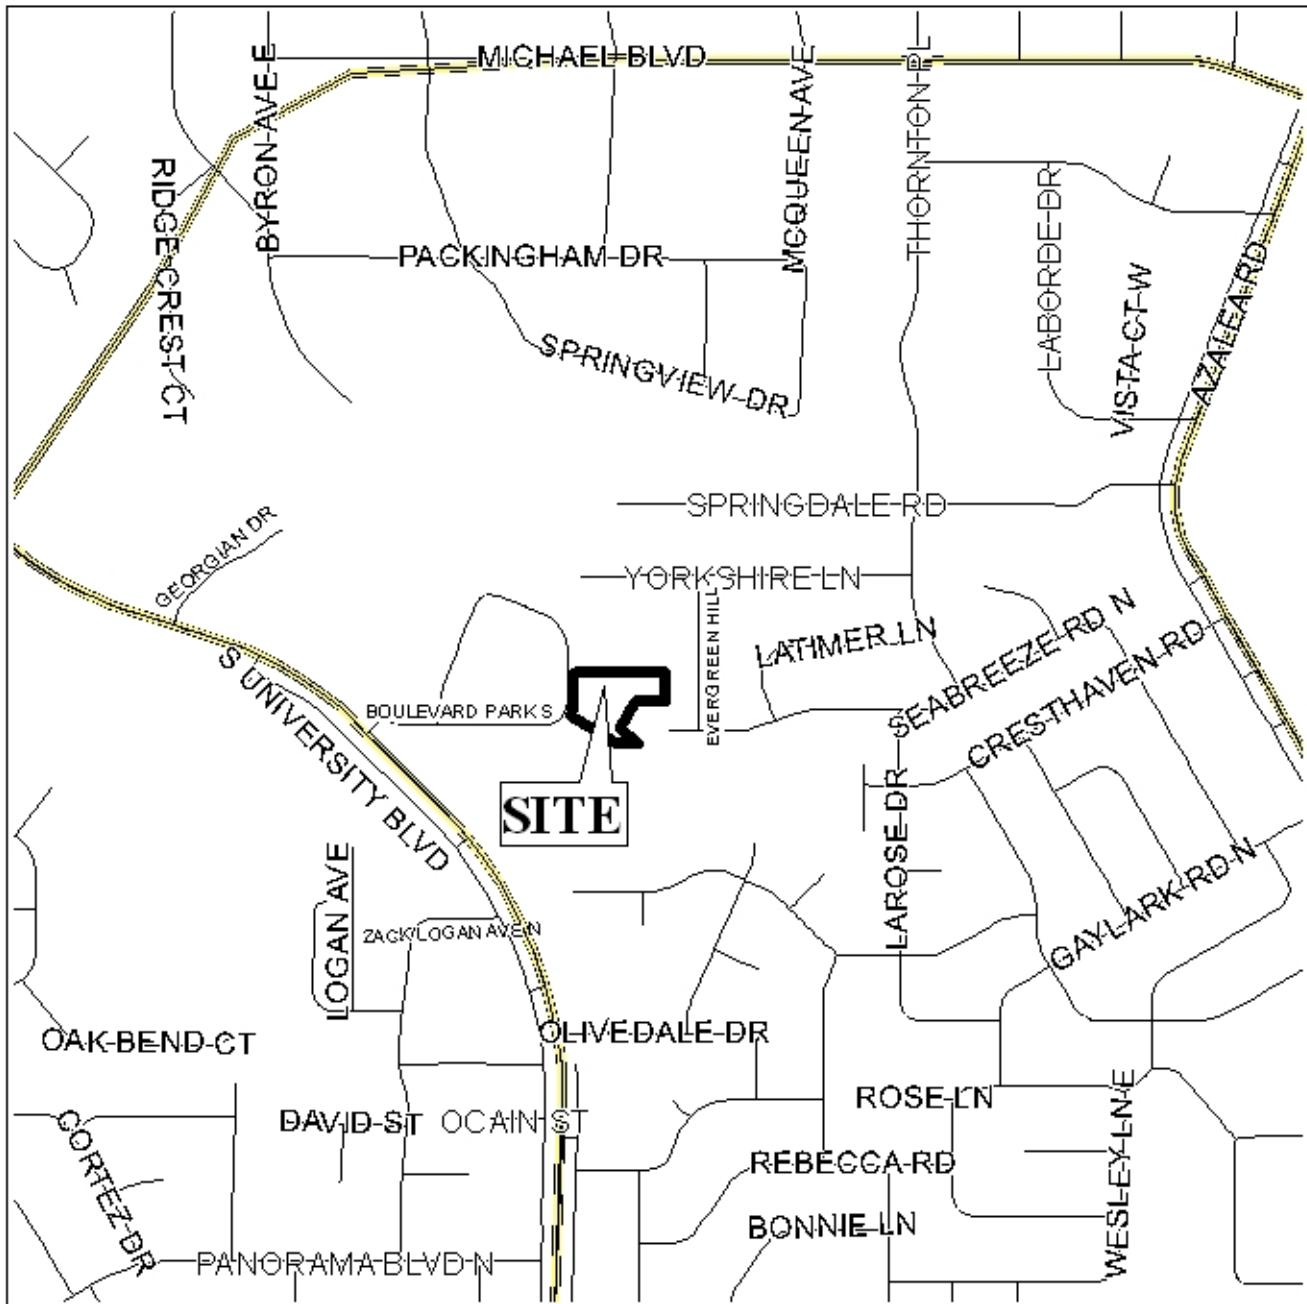 MICHAEL BLVD
BYRON AVE E
MCQUEEN AVE
THORNTON PL
RIDGE CREST CT
PACKINGHAM DR
LABORDE DR
VISTA CT W
AZALEA RD
SPRINGVIEW DR
SPRINGDALE RD
GEORGIAN DR
YORKSHIRE LN
EVERGREEN HILL
LATIMER LN
SEABREEZE RD N
CRESTHAVEN RD
S UNIVERSITY BLVD
BOULEVARD PARK S
SITE
LAROSE DR
LOGAN AVE
ZACK LOGAN AVE N
GAYLARK RD N
OAK BEND CT
OLIVEDALE DR
DAVID ST
OCAIN ST
ROSE LN
CORTEZ DR
REBECCA RD
WESLEY LN E
BONNIE LN
PANORAMA BLVD N